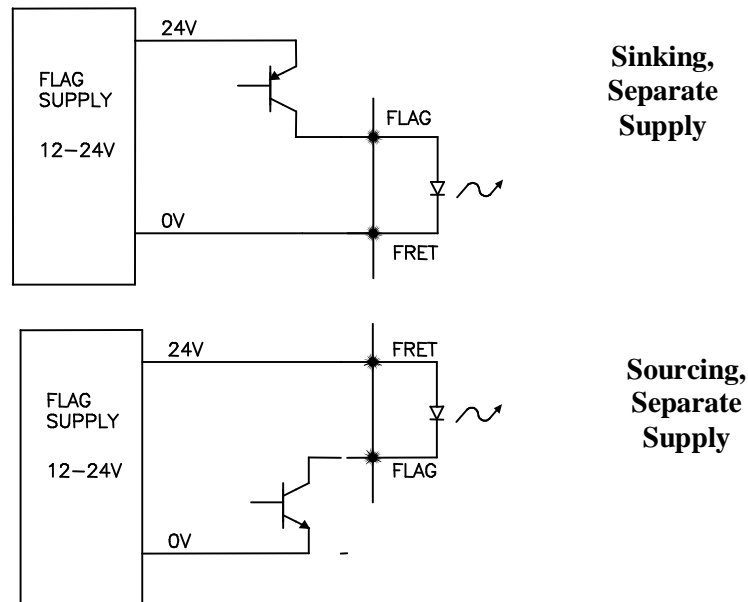 24V
FLAG
SUPPLY
12-24V
FLAG
0V
FRET
Sinking,
Separate
Supply
24V
FRET
FLAG
SUPPLY
12-24V
FLAG
0V
Sourcing,
Separate
Supply